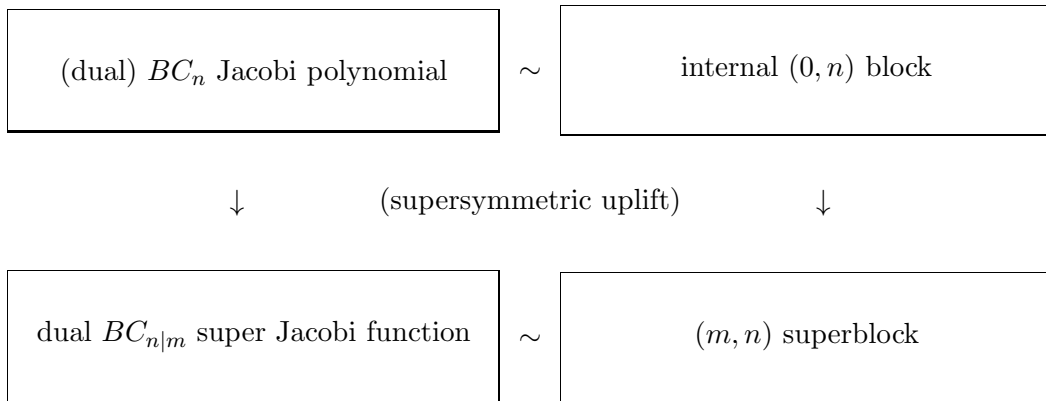 (dual) $BC_n$ Jacobi polynomial ∼ internal $(0, n)$ block
↓ (supersymmetric uplift) ↓
dual $BC_{n|m}$ super Jacobi function ∼ $(m, n)$ superblock